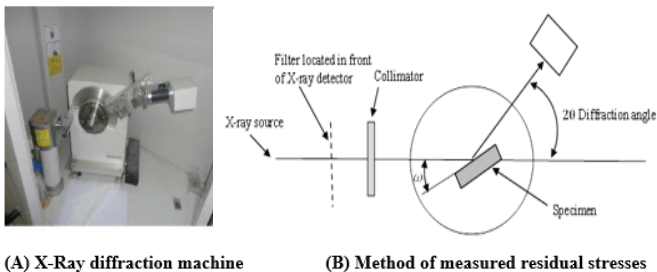 Filter located in front
of X-ray detector
Collimator
X-ray source
2θ Diffraction angle
ω
Specimen
(A) X-Ray diffraction machine
(B) Method of measured residual stresses